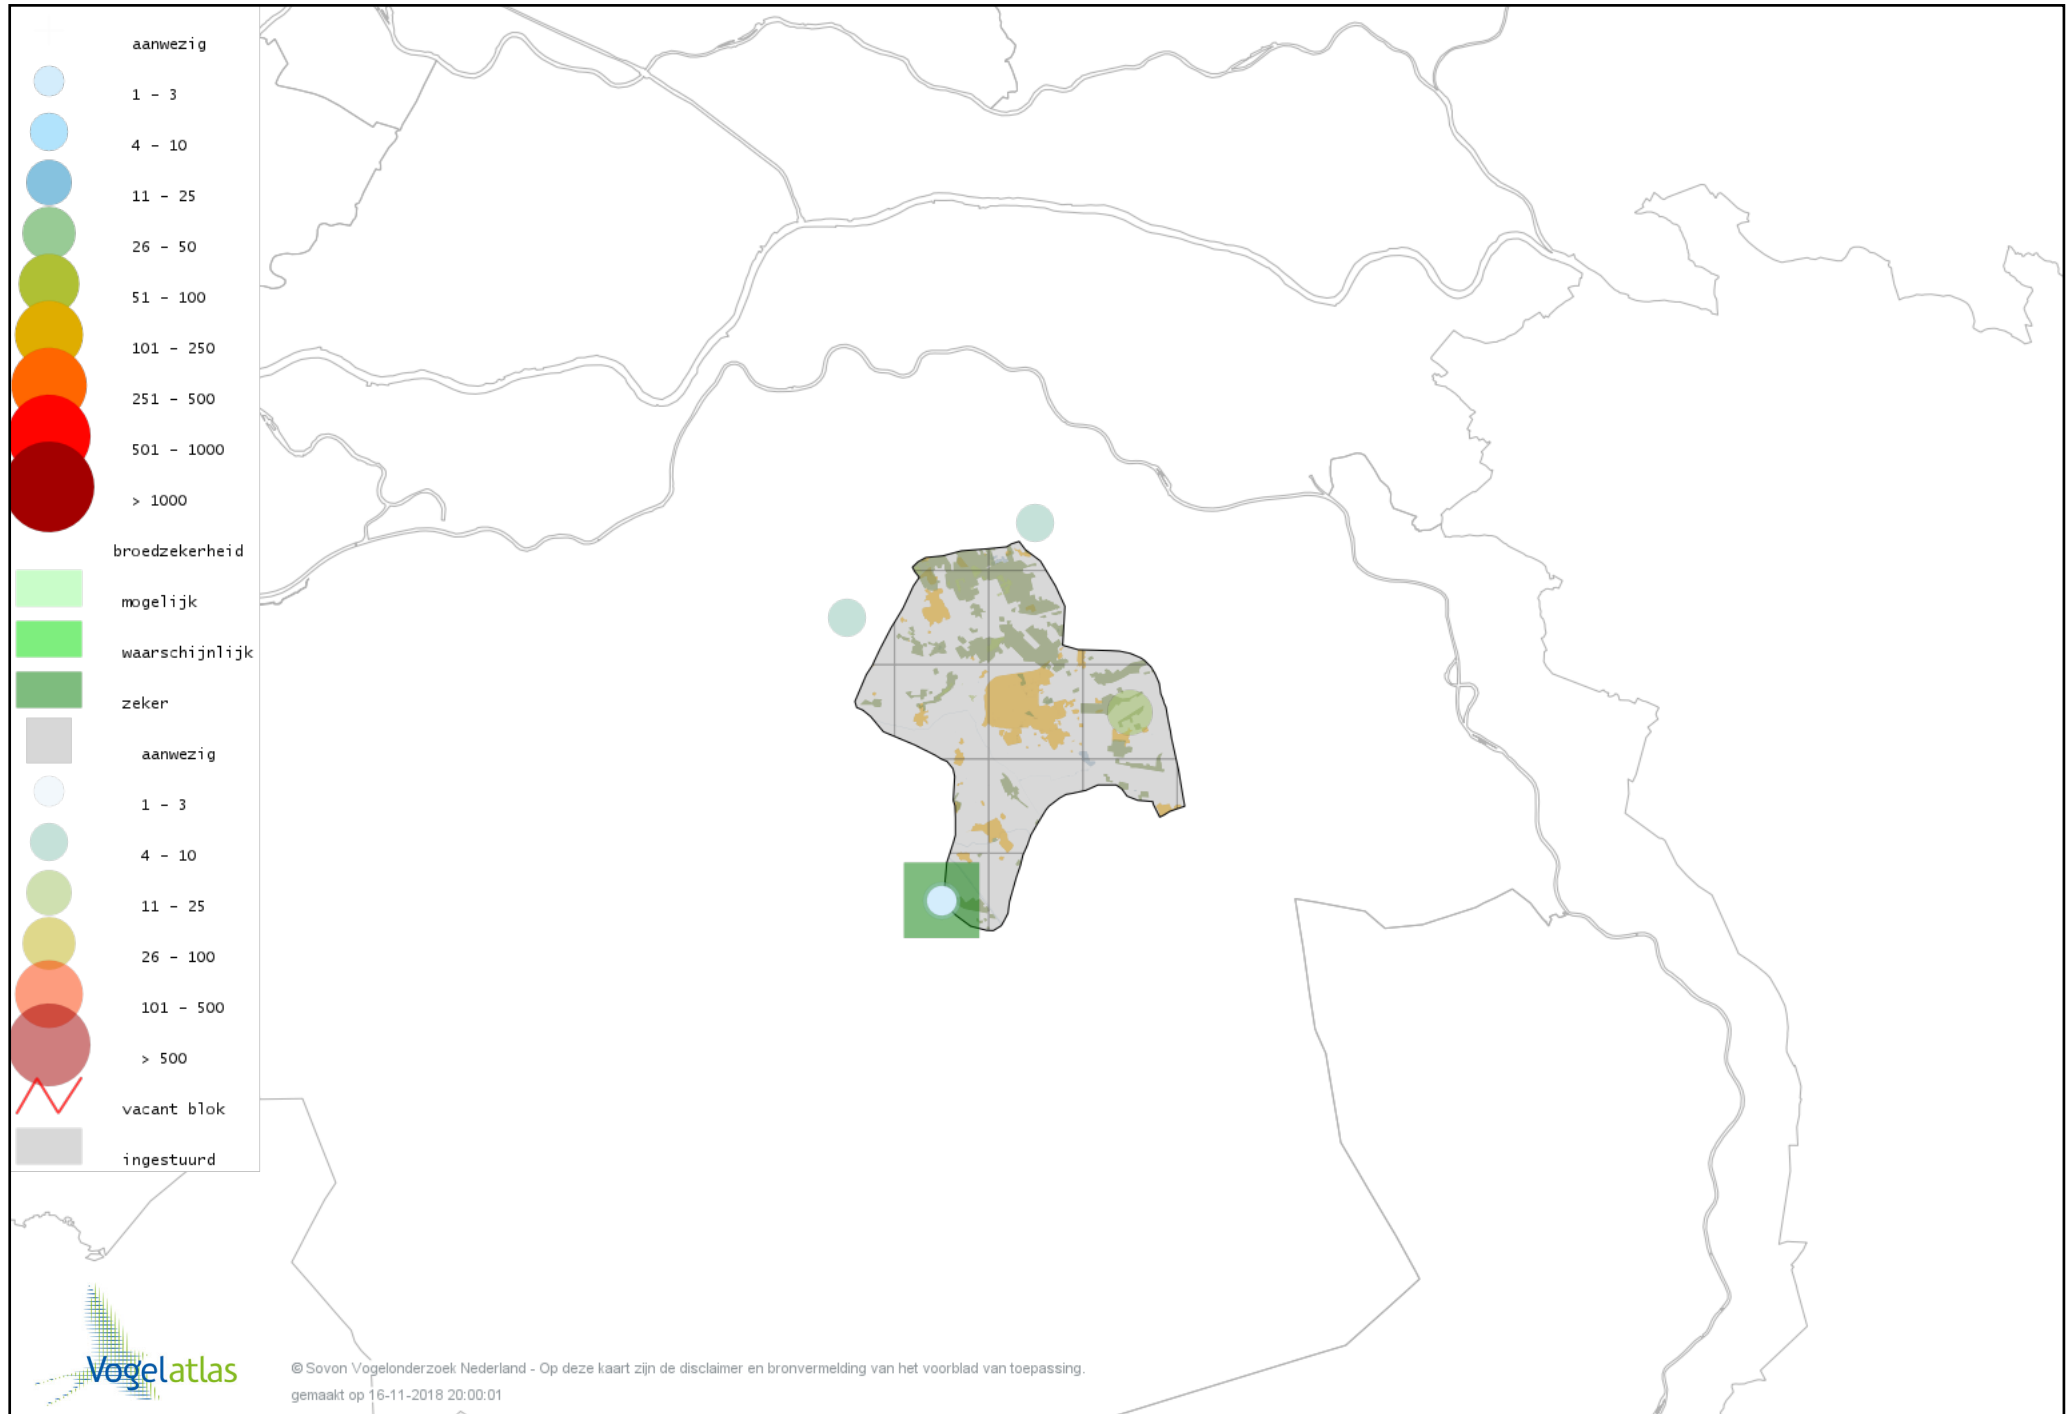 aanwezig
1 - 3
4 - 10
11 - 25
26 - 50
51 - 100
101 - 250
251 - 500
501 - 1000
> 1000
broedzekerheid
mogelijk
waarschijnlijk
zeker
aanwezig
1 - 3
4 - 10
11 - 25
26 - 100
101 - 500
> 500
vacant blok
ingestuurd
Vogelatlas
© Sovon Vogelonderzoek Nederland - Op deze kaart zijn de disclaimer en bronvermelding van het voorblad van toepassing.
gemaakt op 16-11-2018 20:00:01